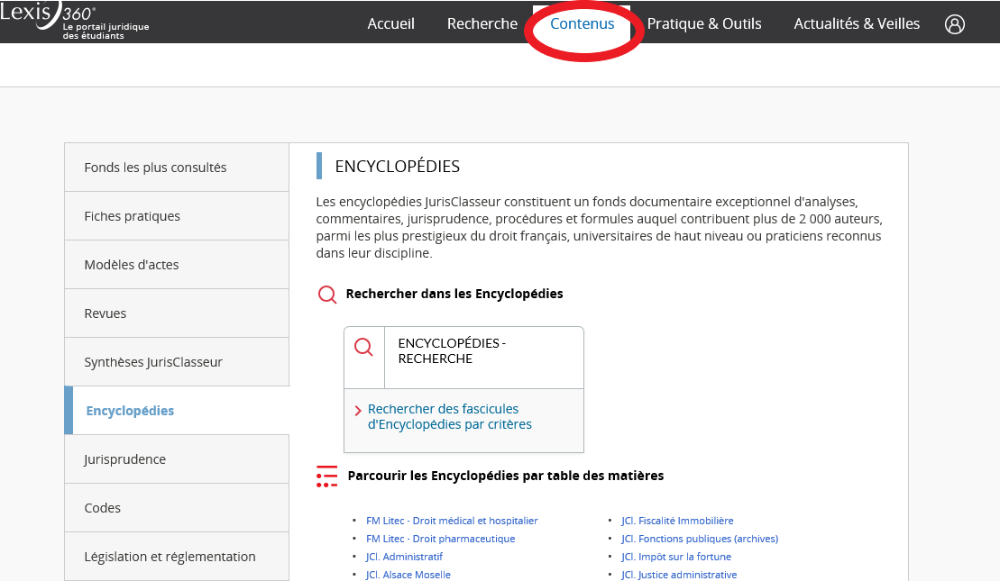 Lexis 360®
Le portail juridique
des étudiants
Accueil
Recherche
Contenus
Pratique & Outils
Actualités & Veilles
Fonds les plus consultés
Fiches pratiques
Modèles d'actes
Revues
Synthèses JurisClasseur
Encyclopédies
Jurisprudence
Codes
Législation et réglementation
ENCYCLOPÉDIES
Les encyclopédies JurisClasseur constituent un fonds documentaire exceptionnel d'analyses,
commentaires, jurisprudence, procédures et formules auquel contribuent plus de 2 000 auteurs,
parmi les plus prestigieux du droit français, universitaires de haut niveau ou praticiens reconnus
dans leur discipline.
Rechercher dans les Encyclopédies
ENCYCLOPÉDIES -
RECHERCHE
Rechercher des fascicules
d'Encyclopédies par critères
Parcourir les Encyclopédies par table des matières
• FM Litec - Droit médical et hospitalier
• FM Litec - Droit pharmaceutique
• JCl. Administratif
• JCl. Alsace Moselle
• JCl. Fiscalité Immobilière
• JCl. Fonctions publiques (archives)
• JCl. Impôt sur la fortune
• JCl. Justice administrative